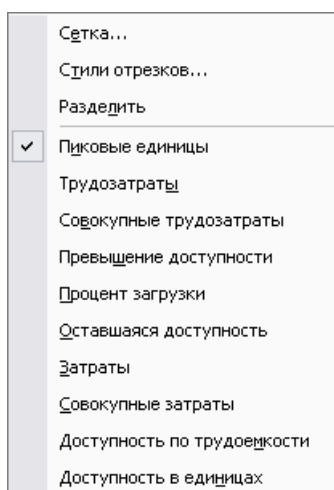 Сетка...
Стили отрезков...
Разделить
Пиковые единицы
Трудозатраты
Совокупные трудозатраты
Превышение доступности
Процент загрузки
Оставшаяся доступность
Затраты
Совокупные затраты
Доступность по трудоемкости
Доступность в единицах